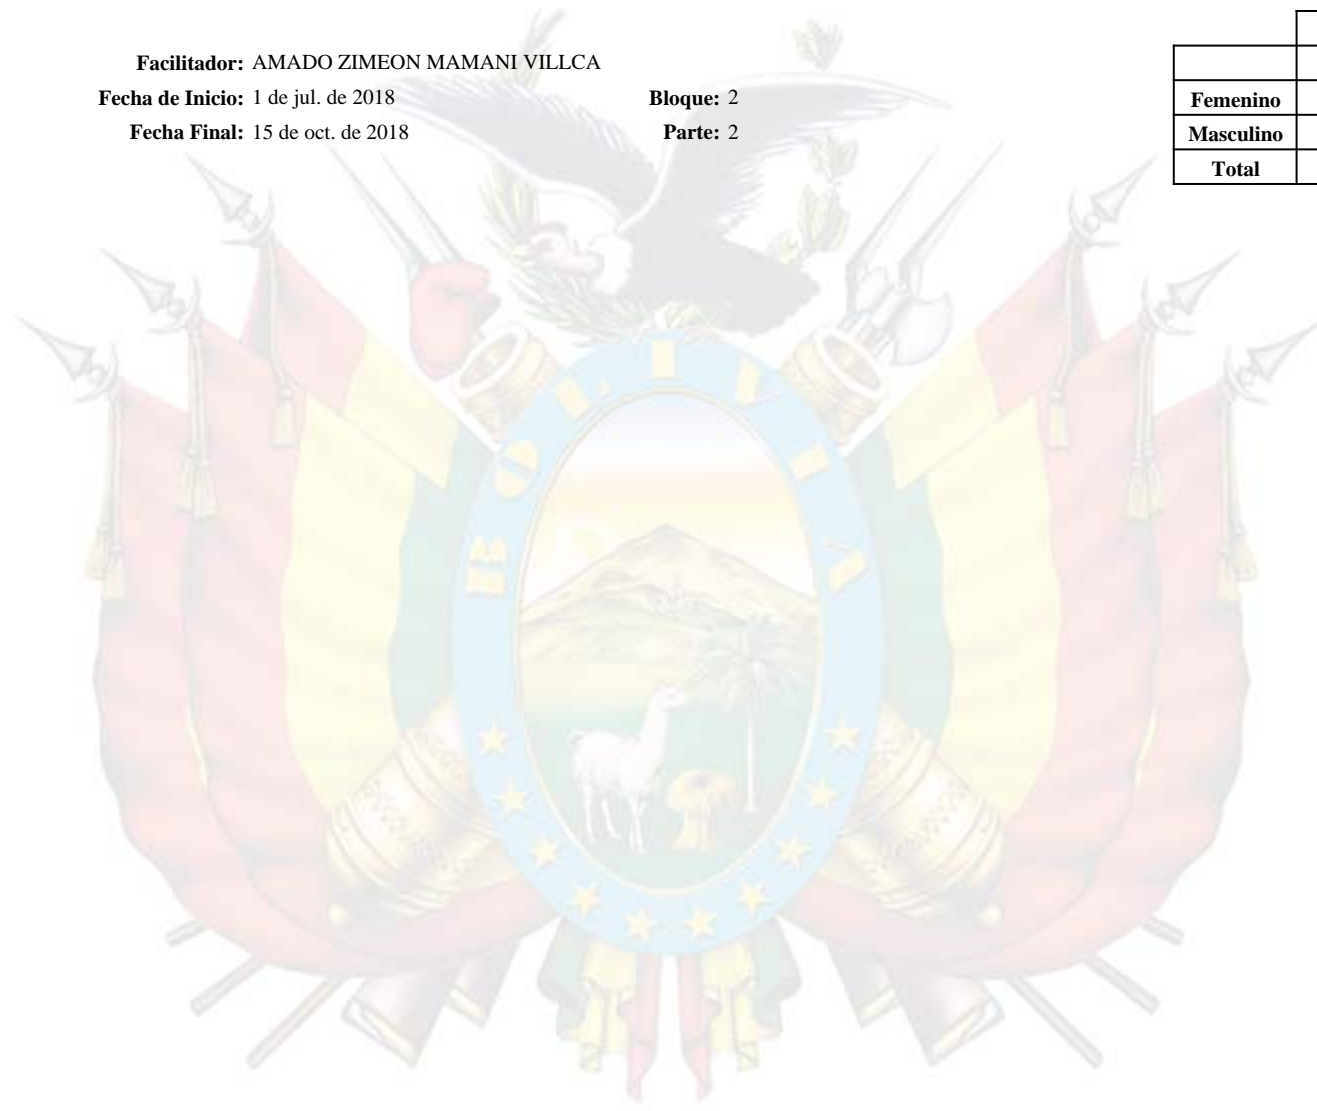 Facilitador: AMADO ZIMEON MAMANI VILLCA
Fecha de Inicio: 1 de jul. de 2018 Bloque: 2
Fecha Final: 15 de oct. de 2018 Parte: 2
Femenino
Masculino
Total
BOLIVIA